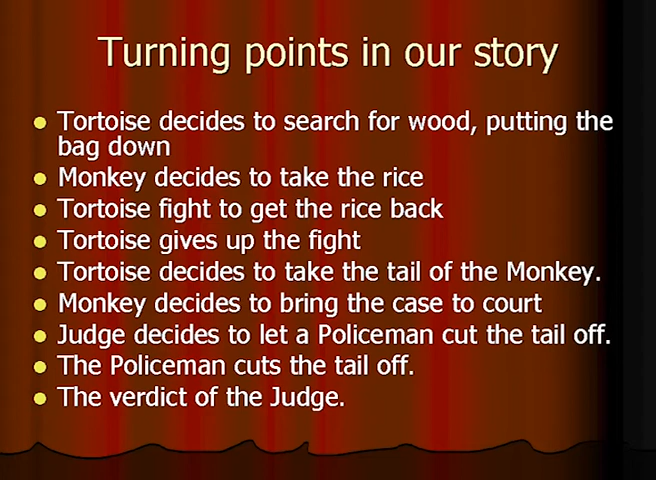 Turning points in our story
Tortoise decides to search for wood, putting the
bag down
Monkey decides to take the rice
Tortoise fight to get the rice back
Tortoise gives up the fight
Tortoise decides to take the tail of the Monkey.
Monkey decides to bring the case to court
Judge decides to let a Policeman cut the tail off.
The Policeman cuts the tail off.
The verdict of the Judge.